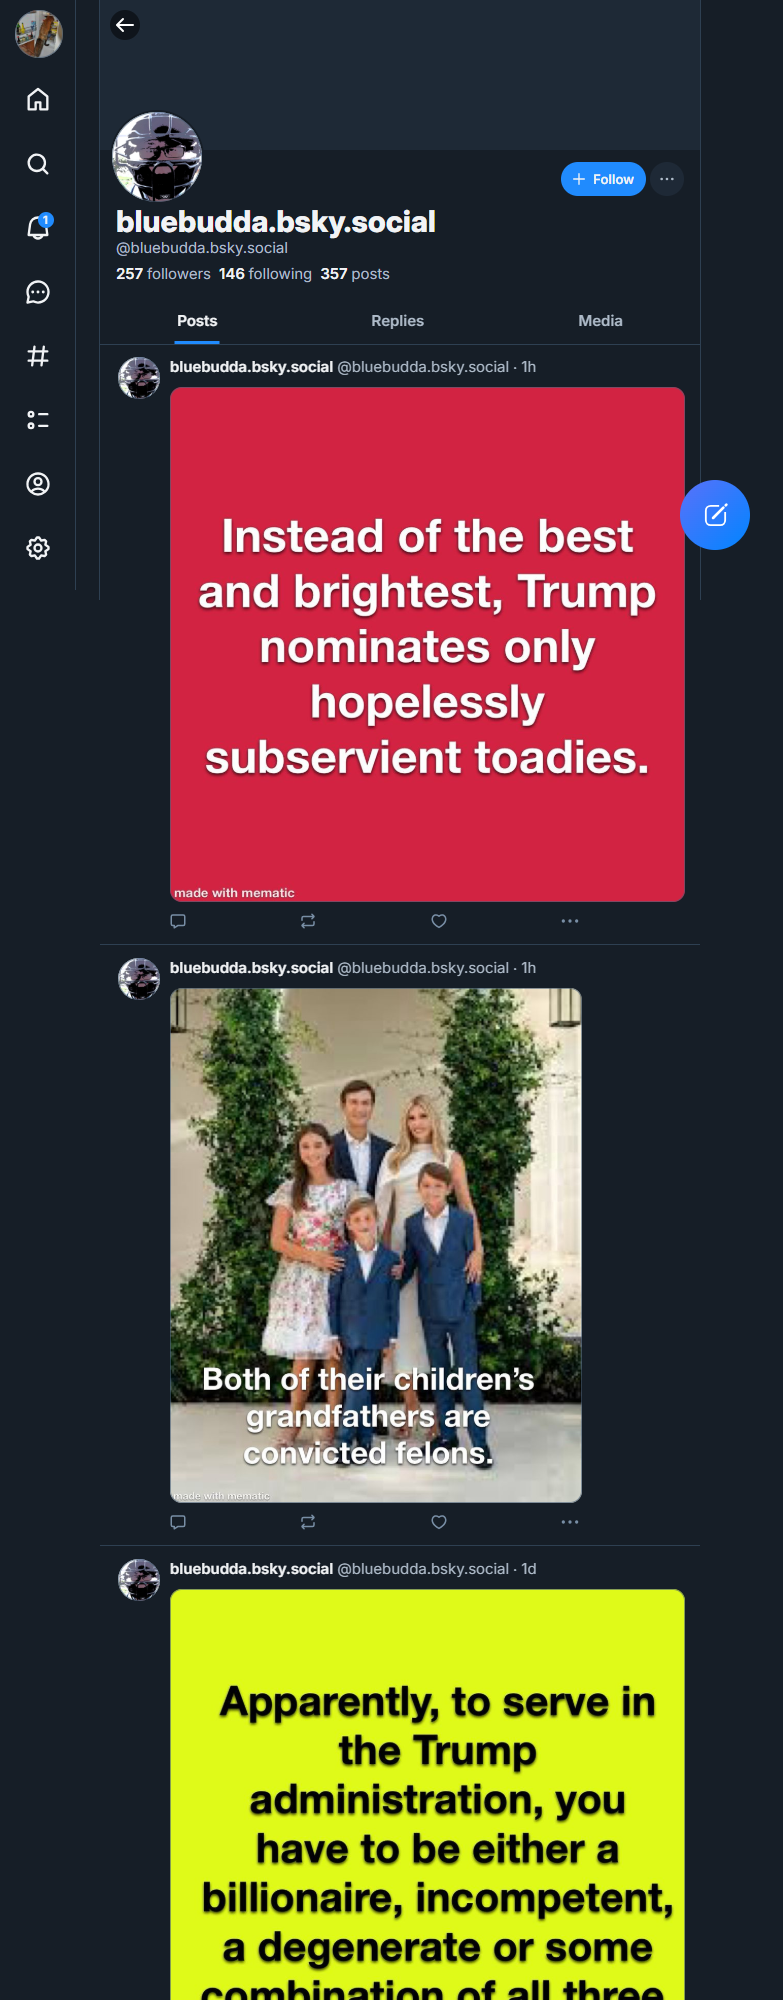 + Follow
bluebudda.bsky.social
@bluebudda.bsky.social
257 followers 146 following 357 posts
1
Posts Replies Media
bluebudda.bsky.social @bluebudda.bsky.social · 1h
Instead of the best
and brightest, Trump
nominates only
hopelessly
subservient toadies.
made with mematic
bluebudda.bsky.social @bluebudda.bsky.social · 1h
Both of their children’s
grandfathers are
convicted felons.
made with mematic
bluebudda.bsky.social @bluebudda.bsky.social · 1d
Apparently, to serve in
the Trump
administration, you
have to be either a
billionaire, incompetent,
a degenerate or some
combination of all three